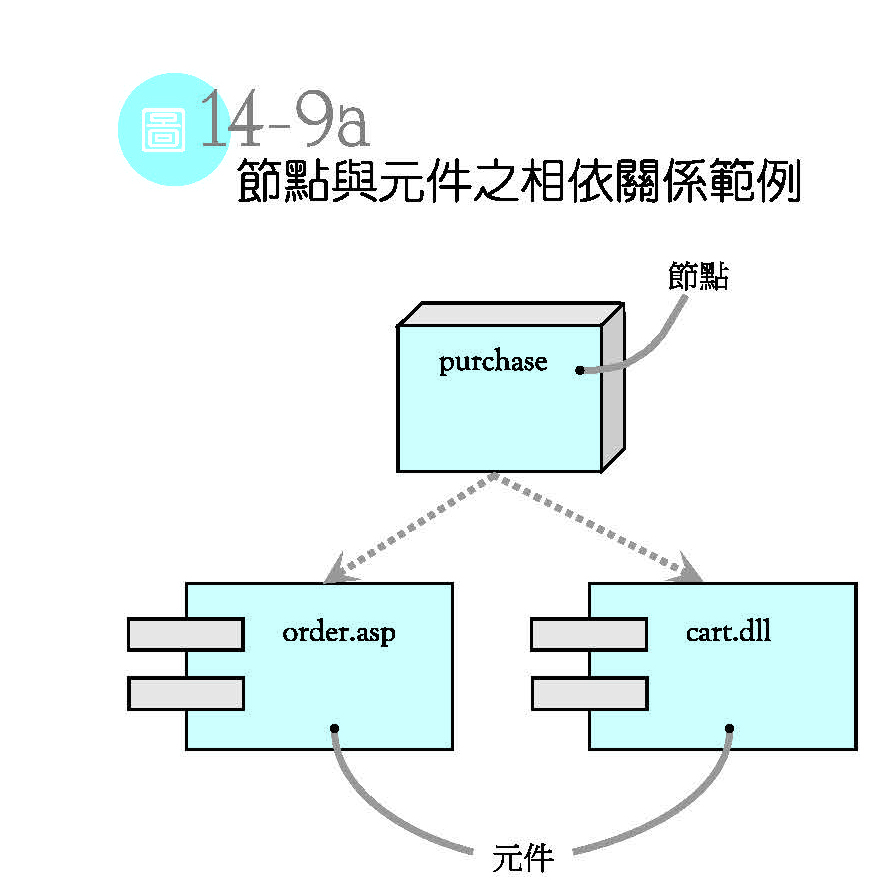 圖 14-9a
節點與元件之相依關係範例
節點
purchase
order.asp
cart.dll
元件